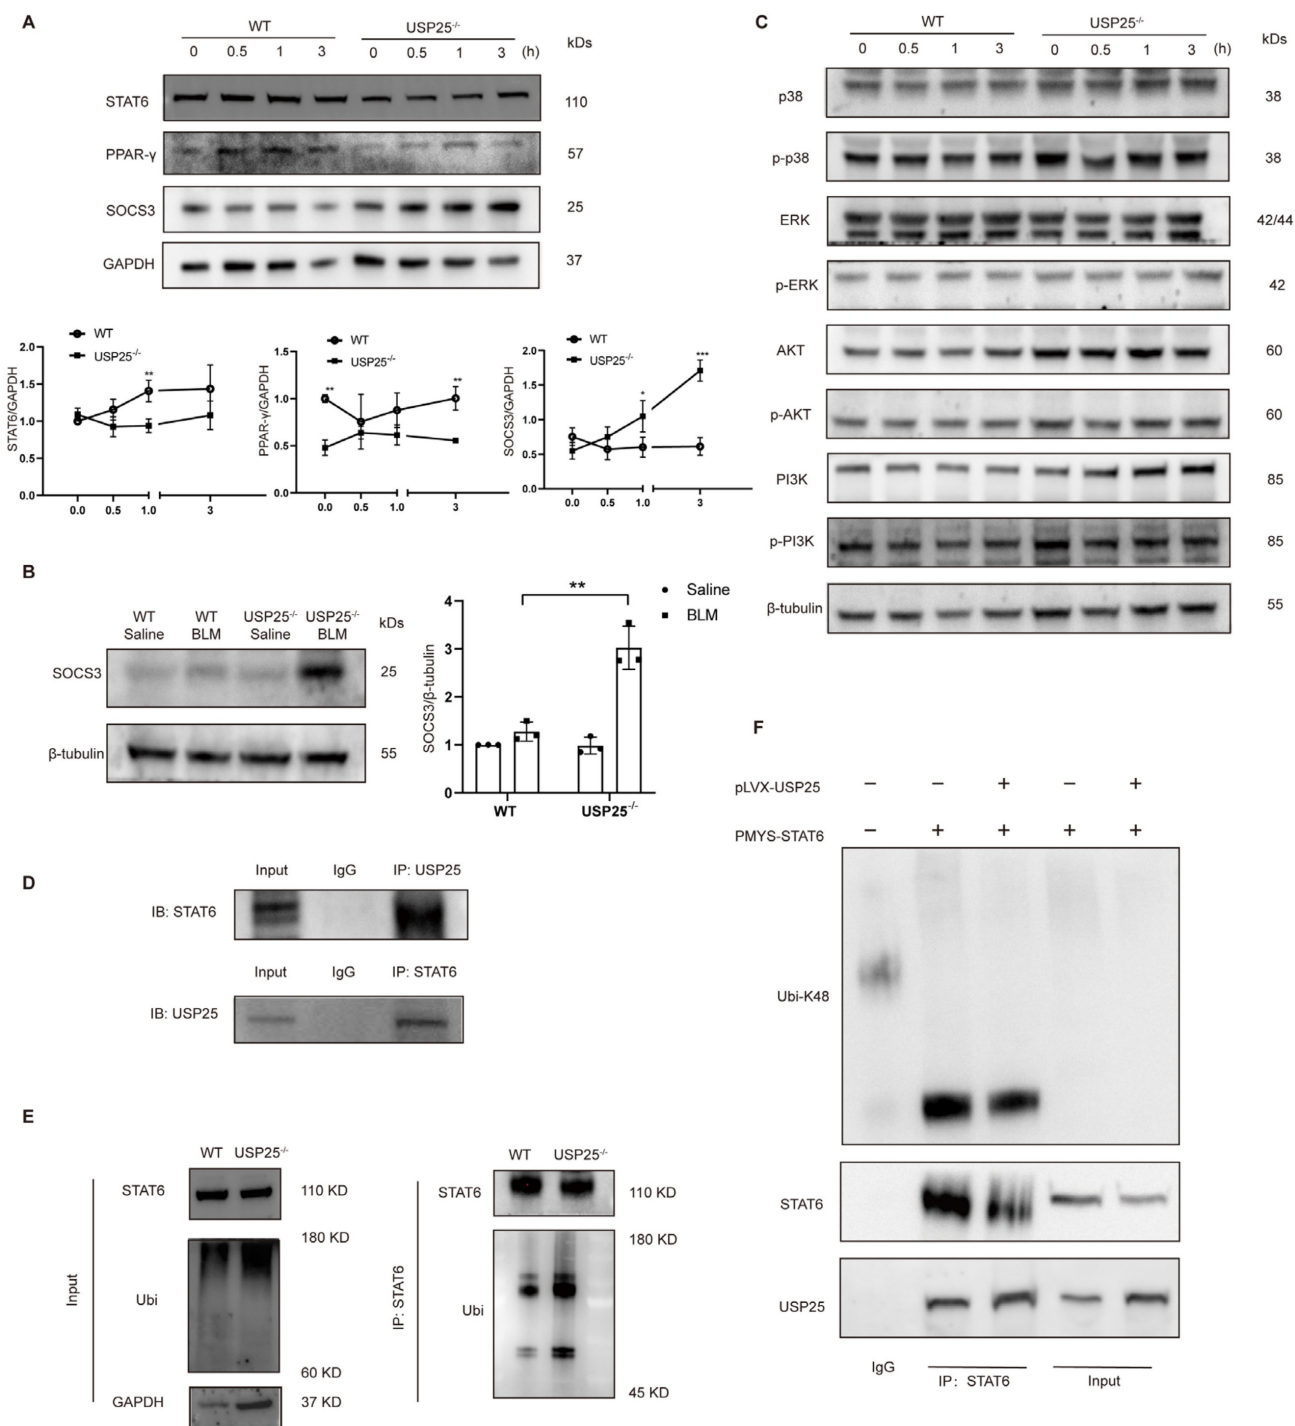 A
WT USP25-/-
0 0.5 1 3 0 0.5 1 3 (h) kDs
STAT6 110
PPAR-γ 57
SOCS3 25
GAPDH 37
WT
USP25-/-
STAT6/GAPDH
2.0
1.5
1.0
0.5
0.0
**
0.0 0.5 1.0 3
WT
USP25-/-
PPAR-γ/GAPDH
1.5
1.0
0.5
0.0
** **
0.0 0.5 1.0 3
WT
USP25-/-
SOCS3/GAPDH
2.0
1.5
1.0
0.5
0.0
* ***
0.0 0.5 1.0 3
B
WT WT USP25-/- USP25-/-
Saline BLM Saline BLM kDs
SOCS3 25
β-tubulin 55
SOCS3/β-tubulin
4
3
2
1
0
**
Saline
BLM
WT USP25-/-
C
WT USP25-/-
0 0.5 1 3 0 0.5 1 3 (h) kDs
p38 38
p-p38 38
ERK 42/44
p-ERK 42
AKT 60
p-AKT 60
PI3K 85
p-PI3K 85
β-tubulin 55
D
Input IgG IP: USP25
IB: STAT6
Input IgG IP: STAT6
IB: USP25
E
WT USP25-/-
Input
STAT6 110 KD
180 KD
Ubi
60 KD
GAPDH 37 KD
WT USP25-/-
IP: STAT6
STAT6 110 KD
180 KD
Ubi
45 KD
F
pLVX-USP25 − − + − +
PMYS-STAT6 − + + + +
Ubi-K48
STAT6
USP25
IgG IP: STAT6 Input